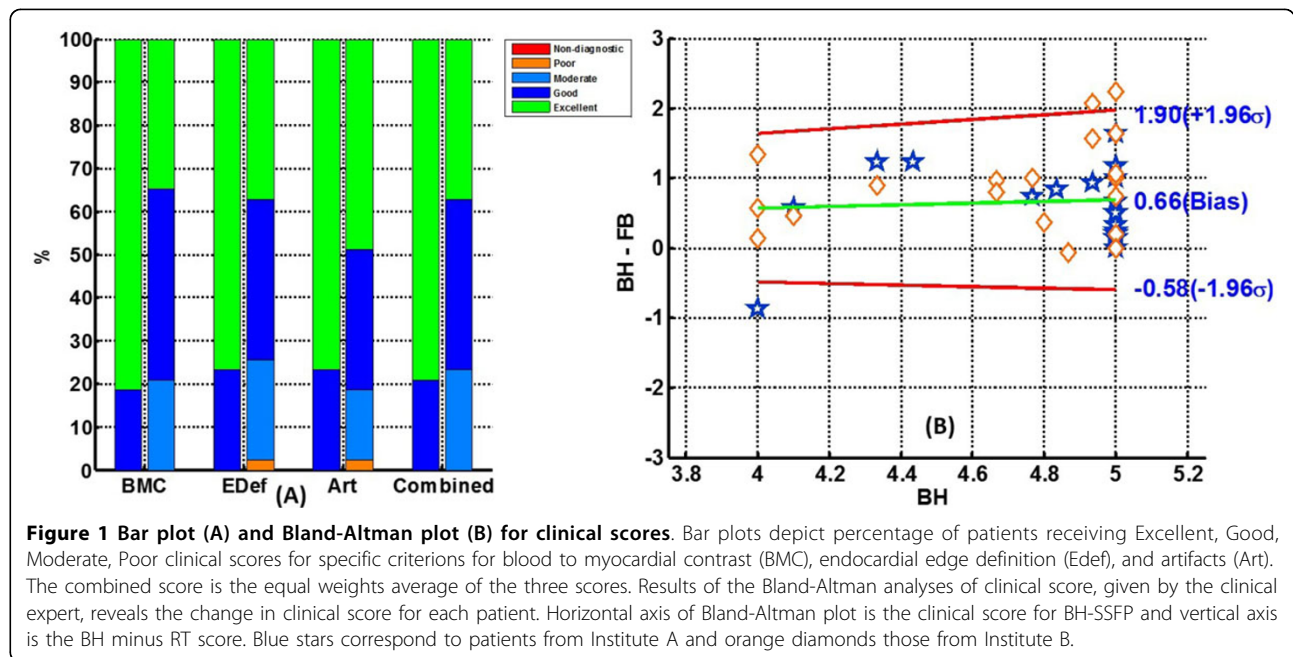 100
90
80
70
60
50
40
30
20
10
0
%
BMC EDef Art Combined
(A)
Non-diagnostic
Poor
Moderate
Good
Excellent
3
2
1
0
-1
-2
-3
BH - FB
3.8 4 4.2 4.4 4.6 4.8 5 5.2
BH
(B)
1.90(+1.96σ)
0.66(Bias)
-0.58(-1.96σ)
Figure 1 Bar plot (A) and Bland-Altman plot (B) for clinical scores. Bar plots depict percentage of patients receiving Excellent, Good,
Moderate, Poor clinical scores for specific criterions for blood to myocardial contrast (BMC), endocardial edge definition (Edef), and artifacts (Art).
The combined score is the equal weights average of the three scores. Results of the Bland-Altman analyses of clinical score, given by the clinical
expert, reveals the change in clinical score for each patient. Horizontal axis of Bland-Altman plot is the clinical score for BH-SSFP and vertical axis
is the BH minus RT score. Blue stars correspond to patients from Institute A and orange diamonds those from Institute B.